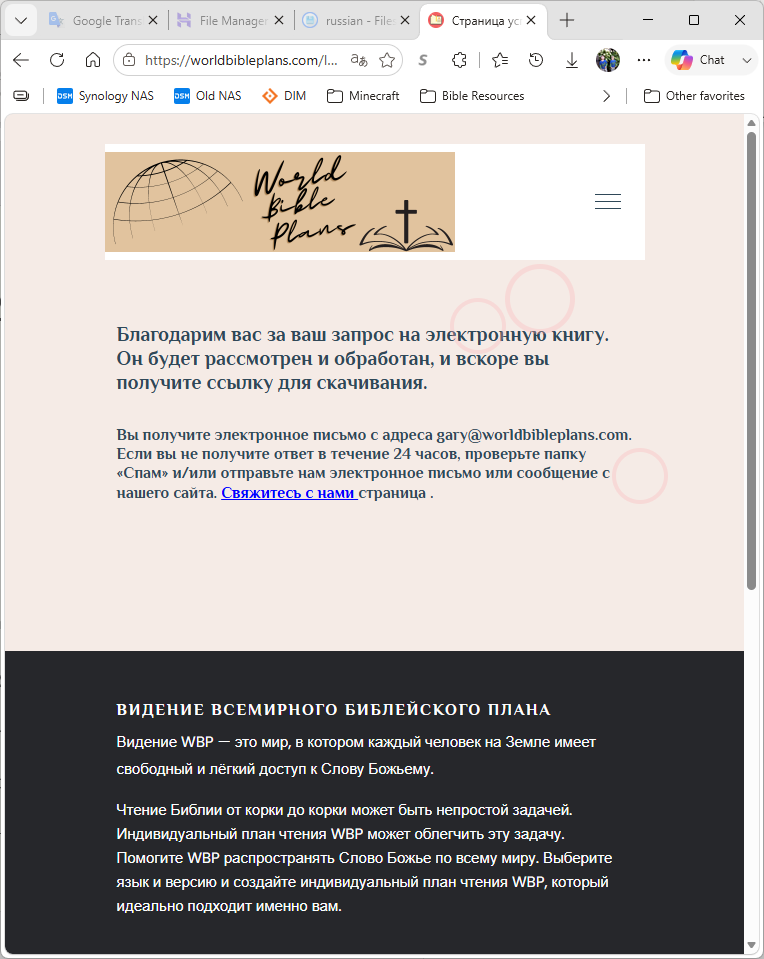 Google Trans
File Manager
russian - Files
Страница ус
https://worldbibleplans.com/l...
Chat
Synology NAS
Old NAS
DIM
Minecraft
Bible Resources
Other favorites
World
Bible
Plans
Благодарим вас за ваш запрос на электронную книгу.
Он будет рассмотрен и обработан, и вскоре вы
получите ссылку для скачивания.
Вы получите электронное письмо с адреса gary@worldbibleplans.com.
Если вы не получите ответ в течение 24 часов, проверьте папку
«Спам» и/или отправьте нам электронное письмо или сообщение с
нашего сайта. Свяжитесь с нами страница .
ВИДЕНИЕ ВСЕМИРНОГО БИБЛЕЙСКОГО ПЛАНА
Видение WBP — это мир, в котором каждый человек на Земле имеет
свободный и лёгкий доступ к Слову Божьему.
Чтение Библии от корки до корки может быть непростой задачей.
Индивидуальный план чтения WBP может облегчить эту задачу.
Помогите WBP распространять Слово Божье по всему миру. Выберите
язык и версию и создайте индивидуальный план чтения WBP, который
идеально подходит именно вам.